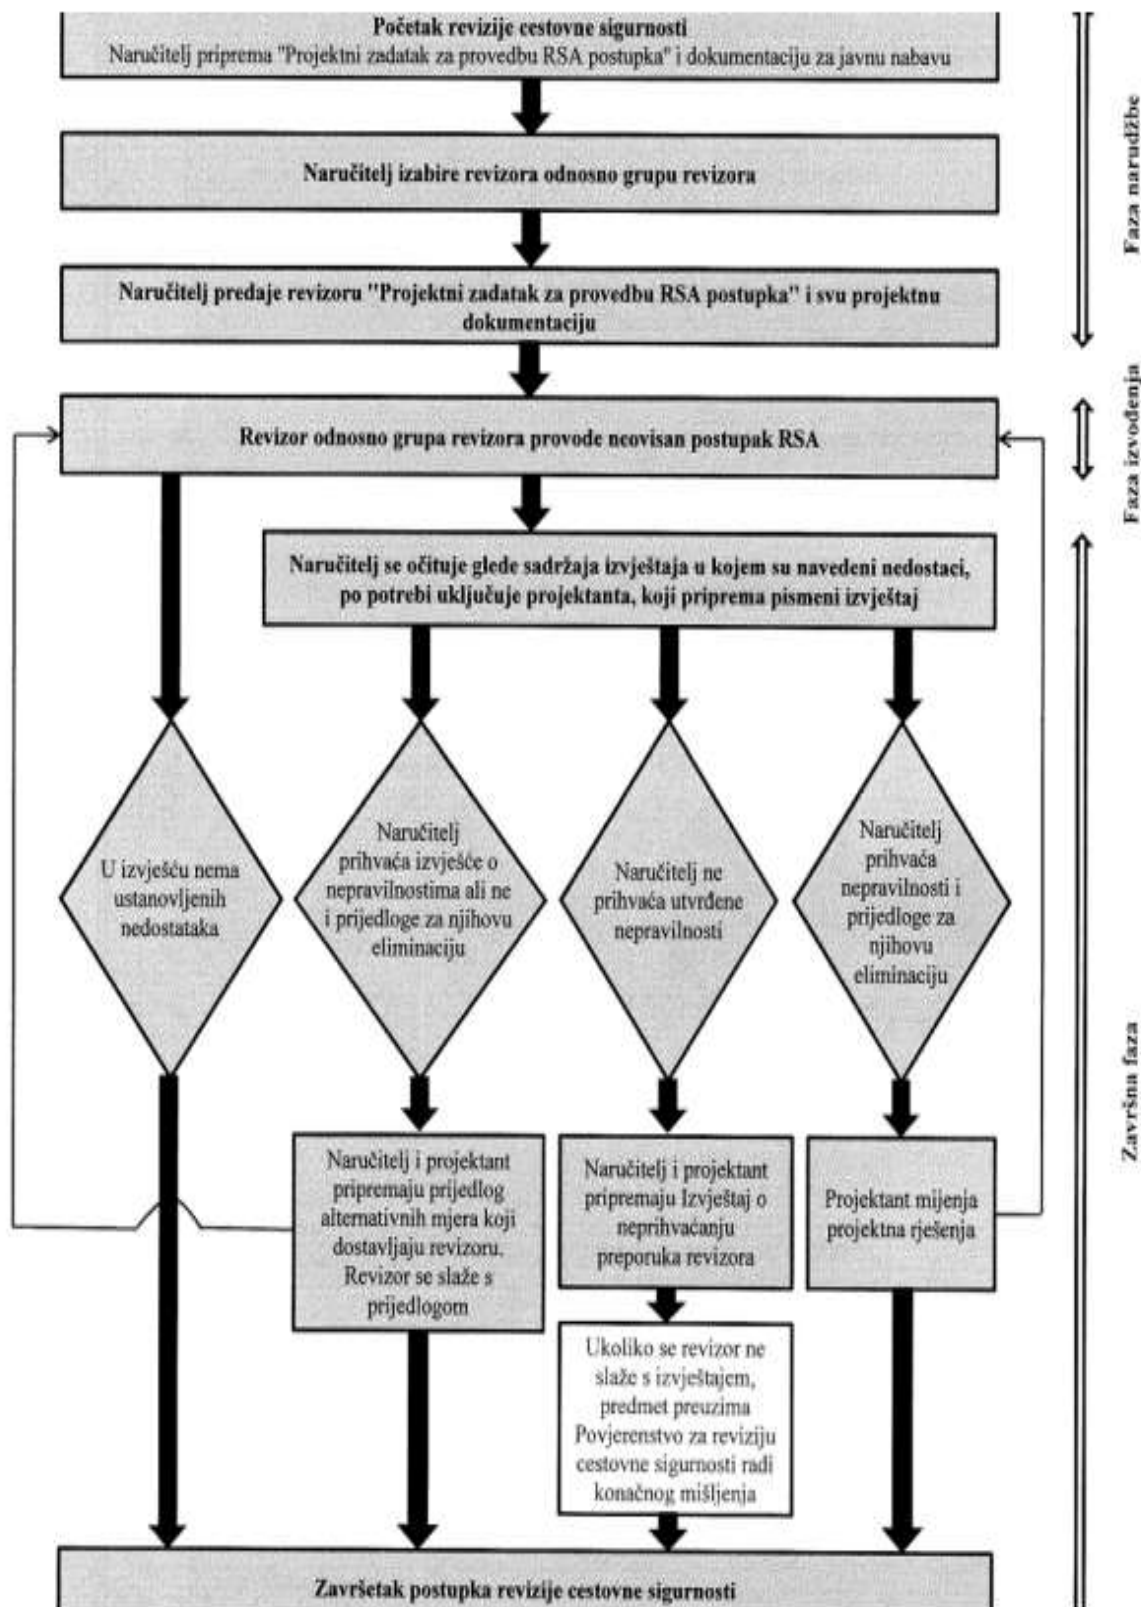 Početak revizije cestovne sigurnosti
Naručitelj priprema "Projektni zadatak za provedbu RSA postupka" i dokumentaciju za javnu nabavu
Naručitelj izabire revizora odnosno grupu revizora
Naručitelj predaje revizoru "Projektni zadatak za provedbu RSA postupka" i svu projektnu
dokumentaciju
Faza narudžbe
Revizor odnosno grupa revizora provode neovisan postupak RSA
Faza izvođenja
Naručitelj se očituje glede sadržaja izvještaja u kojem su navedeni nedostaci,
po potrebi uključuje projektanta, koji priprema pismeni izvještaj
U izvješću nema
ustanovljenih
nedostataka
Naručitelj
prihvaća izvješće o
nepravilnostima ali ne
i prijedloge za njihovu
eliminaciju
Naručitelj ne
prihvaća utvrđene
nepravilnosti
Naručitelj
prihvaća
nepravilnosti i
prijedloge za
njihovu
eliminaciju
Naručitelj i projektant
pripremaju prijedlog
alternativnih mjera koji
dostavljaju revizoru.
Revizor se slaže s
prijedlogom
Naručitelj i projektant
pripremaju Izvještaj o
neprihvaćanju
preporuka revizora
Projektant mijenja
projektna rješenja
Ukoliko se revizor ne
slaže s izvještajem,
predmet preuzima
Povjerenstvo za reviziju
cestovne sigurnosti radi
konačnog mišljenja
Završna faza
Završetak postupka revizije cestovne sigurnosti